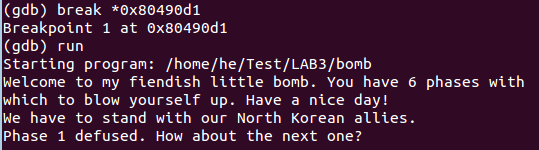 (gdb) break *0x80490d1
Breakpoint 1 at 0x80490d1
(gdb) run
Starting program: /home/he/Test/LAB3/bomb
Welcome to my fiendish little bomb. You have 6 phases with
which to blow yourself up. Have a nice day!
We have to stand with our North Korean allies.
Phase 1 defused. How about the next one?